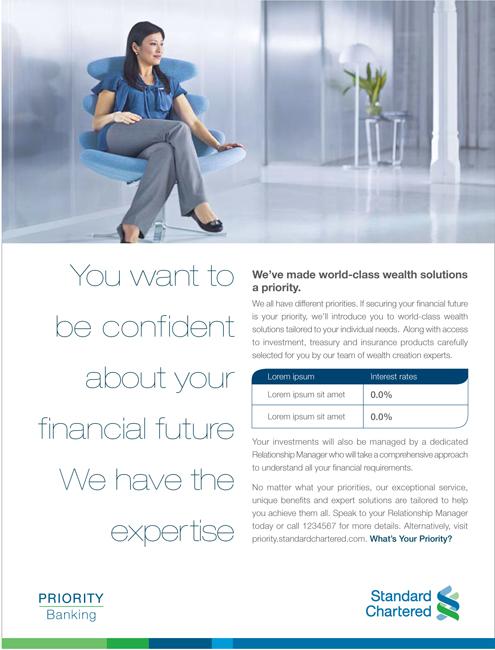 You want to
be confident
about your
financial future
We have the
expertise
We've made world-class wealth solutions
a priority.
We all have different priorities. If securing your financial future
is your priority, we'll introduce you to world-class wealth
solutions tailored to your individual needs. Along with access
to investment, treasury and insurance products carefully
selected for you by our team of wealth creation experts.
Lorem ipsum Interest rates
Lorem ipsum sit amet 0.0%
Lorem ipsum sit amet 0.0%
Your investments will also be managed by a dedicated
Relationship Manager who will take a comprehensive approach
to understand all your financial requirements.
No matter what your priorities, our exceptional service,
unique benefits and expert solutions are tailored to help
you achieve them all. Speak to your Relationship Manager
today or call 1234567 for more details. Alternatively, visit
priority.standardchartered.com. What's Your Priority?
PRIORITY
Banking
Standard
Chartered